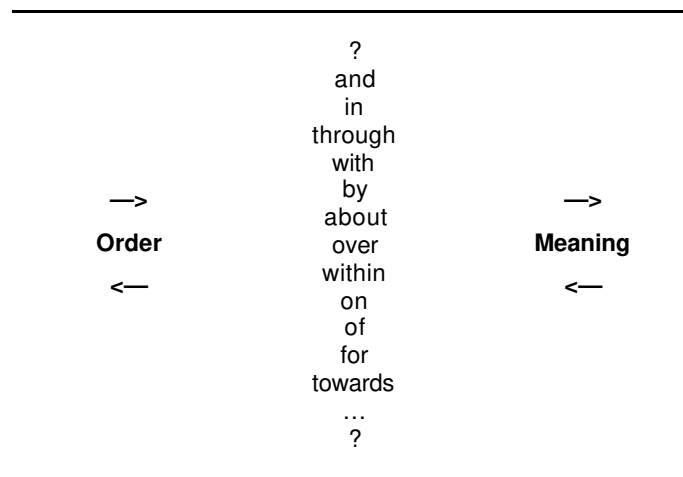 ?
and
in
through
with
by
—> —>
about
Order over Meaning
within
<— <—
on
of
for
towards
…
?